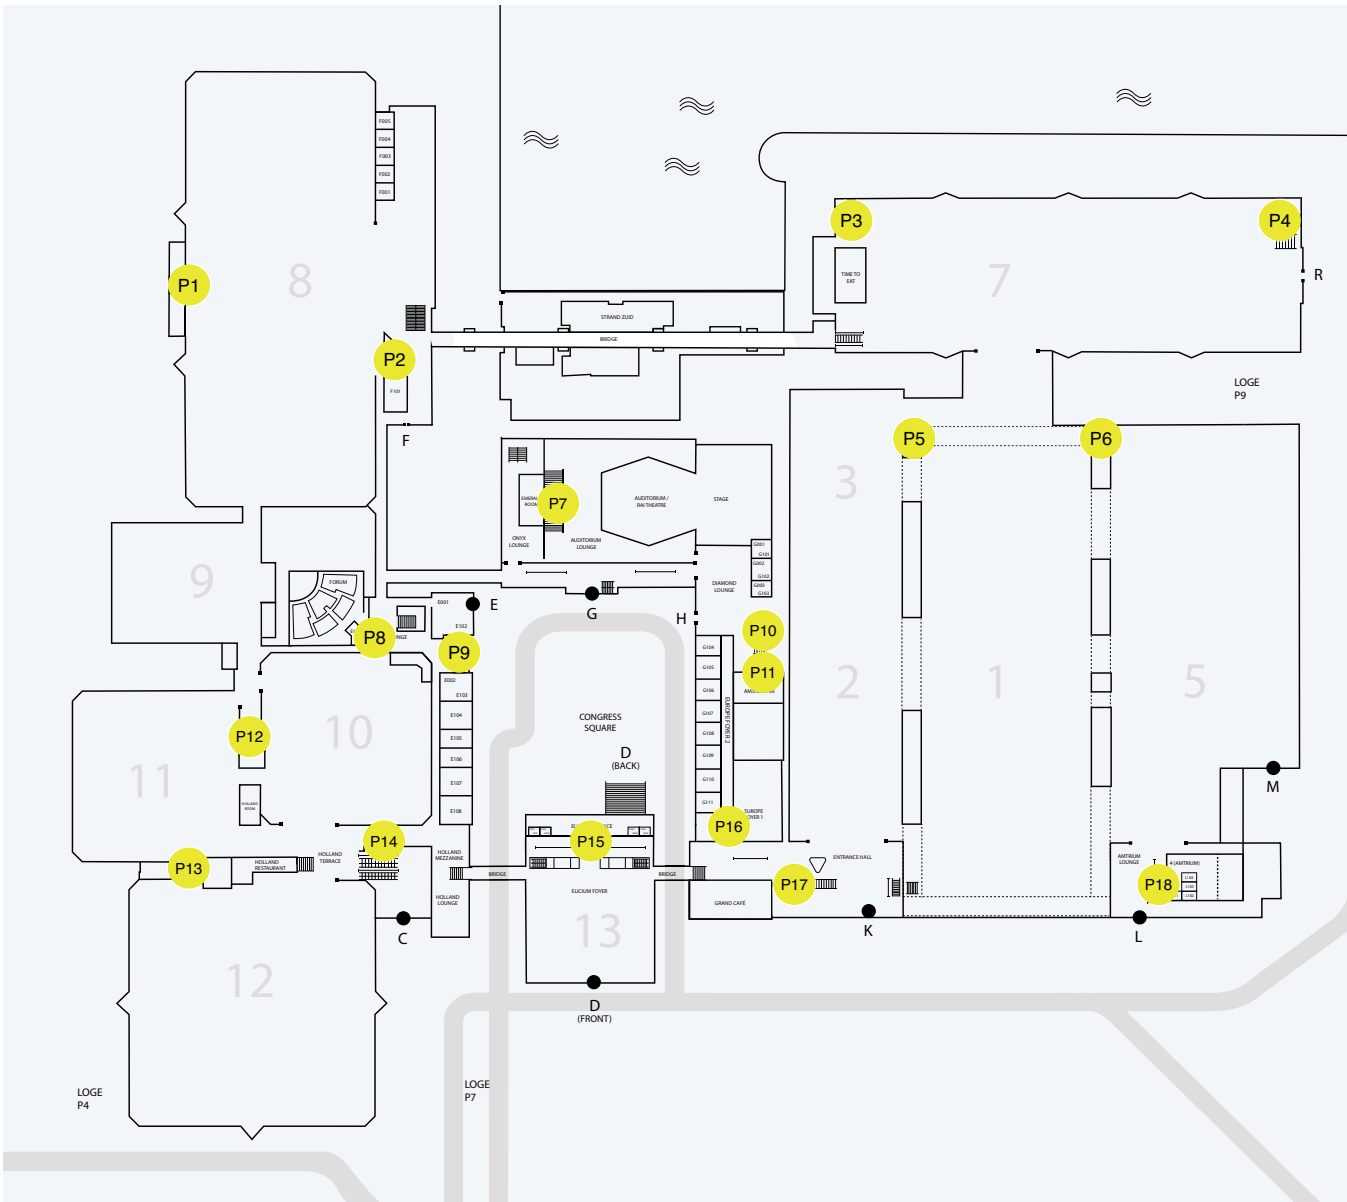 F005
F004
F003
F002
F001
P3
P4
TIME TO
EAT
R
P1
8
7
STRAND ZUID
BRIDGE
P2
F101
F
LOGE
P9
P5
P6
3
2
1
5
P7
ONYX
LOUNGE
AUDITORIUM
LOUNGE
AUDITORIUM /
RAI THEATRE
STAGE
G001
G101
G002
G102
G003
G103
DIAMOND
LOUNGE
9
FORUM
P8
E001
E102
E
G
H
P9
P10
P11
E002
E103
E104
E105
E106
E107
E108
G104
G105
G106
G107
G108
G109
G110
G111
EUROPE FOYER 2
CONGRESS
SQUARE
D
(BACK)
P12
10
11
HOLLAND
ROOM
M
P13
HOLLAND
RESTAURANT
HOLLAND
TERRACE
P14
HOLLAND
MEZZANINE
HOLLAND
LOUNGE
BRIDGE
P15
BRIDGE
ELICIUM FOYER
13
P16
EUROPE
P17
ENTRANCE HALL
GRAND CAFÉ
AMTRIUM
LOUNGE
4 (AMTRIUM)
P18
C
K
L
12
D
(FRONT)
LOGE
P4
LOGE
P7